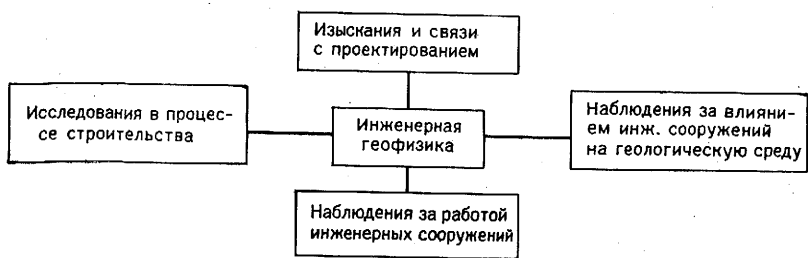 Изыскания и связи
с проектированием
Исследования в процес-
се строительства
Инженерная
геофизика
Наблюдения за влияни-
ем инж. сооружений
на геологическую среду
Наблюдения за работой
инженерных сооружений